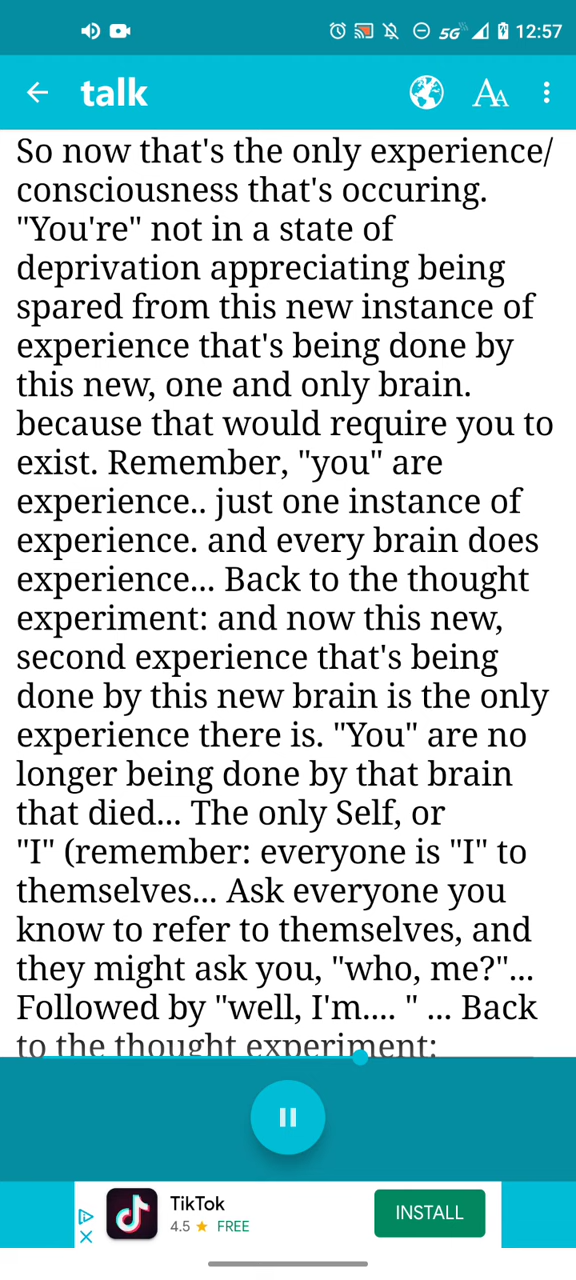 5G 12:57
talk AA
So now that's the only experience/
consciousness that's occuring.
"You're" not in a state of
deprivation appreciating being
spared from this new instance of
experience that's being done by
this new, one and only brain.
because that would require you to
exist. Remember, "you" are
experience.. just one instance of
experience. and every brain does
experience... Back to the thought
experiment: and now this new,
second experience that's being
done by this new brain is the only
experience there is. "You" are no
longer being done by that brain
that died... The only Self, or
"I" (remember: everyone is "I" to
themselves... Ask everyone you
know to refer to themselves, and
they might ask you, "who, me?"...
Followed by "well, I'm.... " ... Back
to the thought experiment:
TikTok
4.5 ★ FREE
INSTALL